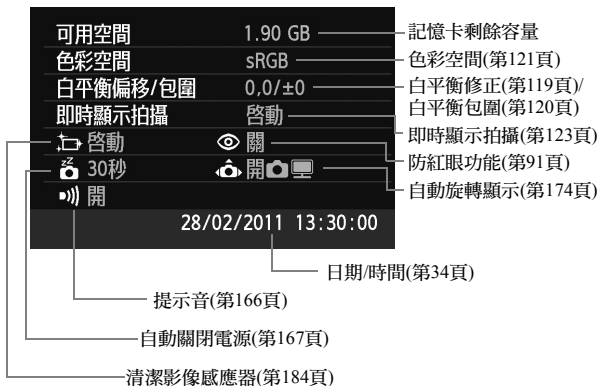 可用空間 1.90 GB
色彩空間 sRGB
白平衡偏移/包圍 0,0/±0
即時顯示拍攝 啓動
啓動 關
30秒 開
開
28/02/2011 13:30:00
記憶卡剩餘容量
色彩空間(第121頁)
白平衡修正(第119頁)/
白平衡包圍(第120頁)
即時顯示拍攝(第123頁)
防紅眼功能(第91頁)
自動旋轉顯示(第174頁)
日期/時間(第34頁)
提示音(第166頁)
自動關閉電源(第167頁)
清潔影像感應器(第184頁)